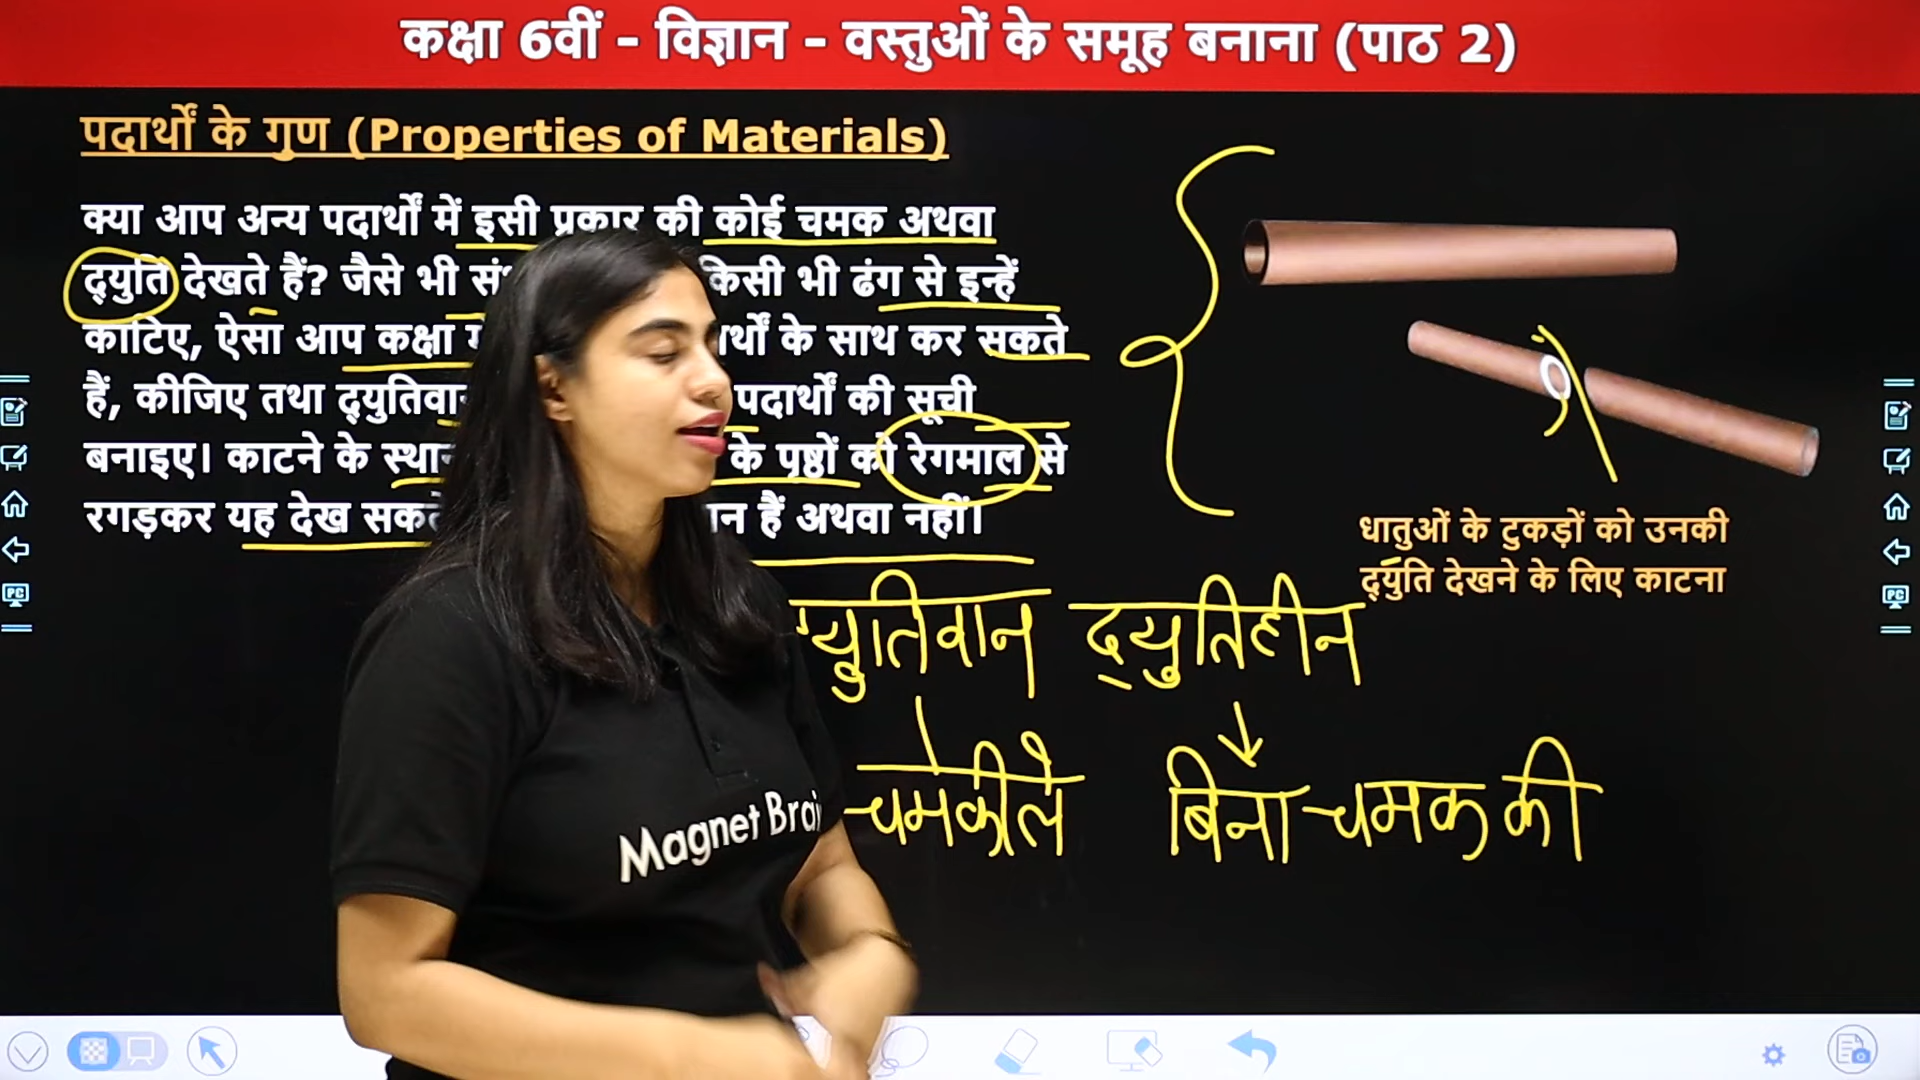 कक्षा 6वीं - विज्ञान - वस्तुओं के समूह बनाना (पाठ 2)
पदार्थों के गुण (Properties of Materials)
क्या आप अन्य पदार्थों में इसी प्रकार की कोई चमक अथवा
द्युति देखते हैं? जैसे भी किसी भी ढंग से इन्हें
काटिए, ऐसा आप कक्षा के साथ कर सकते
हैं, कीजिए तथा पदार्थों की सूची
बनाइए। काटने के के पृष्ठों को रेगमाल से
रगड़कर यह देख हैं अथवा नहीं।
धातुओं के टुकड़ों को उनकी
द्युति देखने के लिए काटना
द्युतिहीन
चमकीले बिना चमक की
Magnet
PC
PC